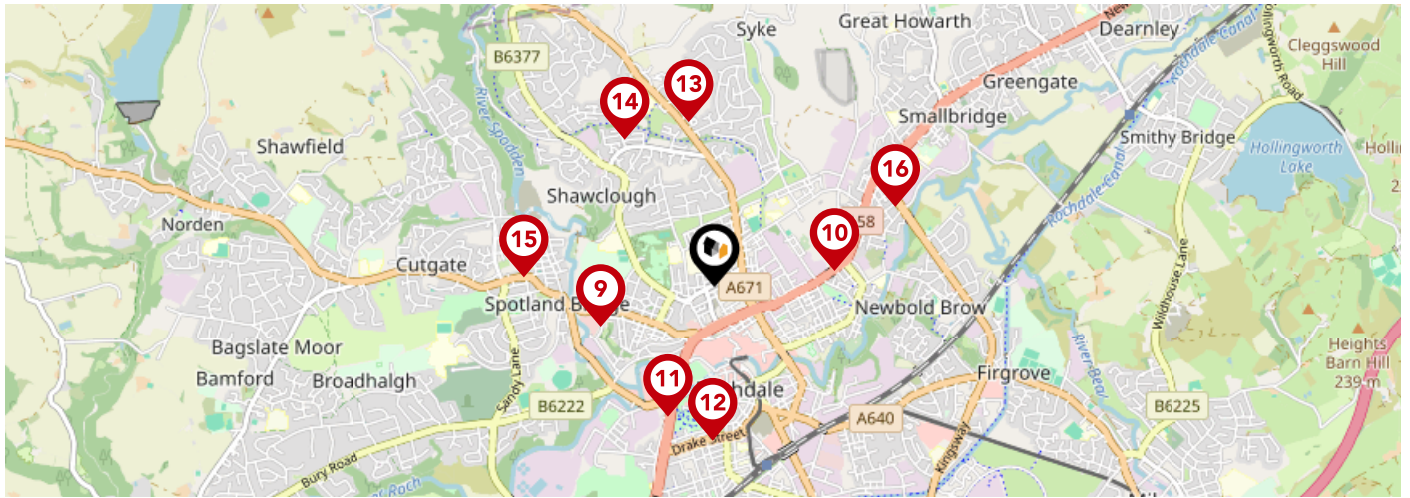 Syke
Great Howarth
Dearnley
B6377
Greengate
Cleggswood
Hill
Hollingworth Road
River Spodden
13
14
Smallbridge
Rochdale Canal
Shawfield
Smithy Bridge
Hollingworth
Lake
16
Shawclough
Rochdale Canal
Norden
58
15
10
Cutgate
9
A671
Wildhouse Lane
Newbold Brow
Bagslate Moor
River Beal
Heights
Barn Hill
239 m
Bamford
Broadhalgh
Sandy Lane
11
12
Firgrove
B6222
A640
B6225
Drake Street
Kingsway
Bury Road